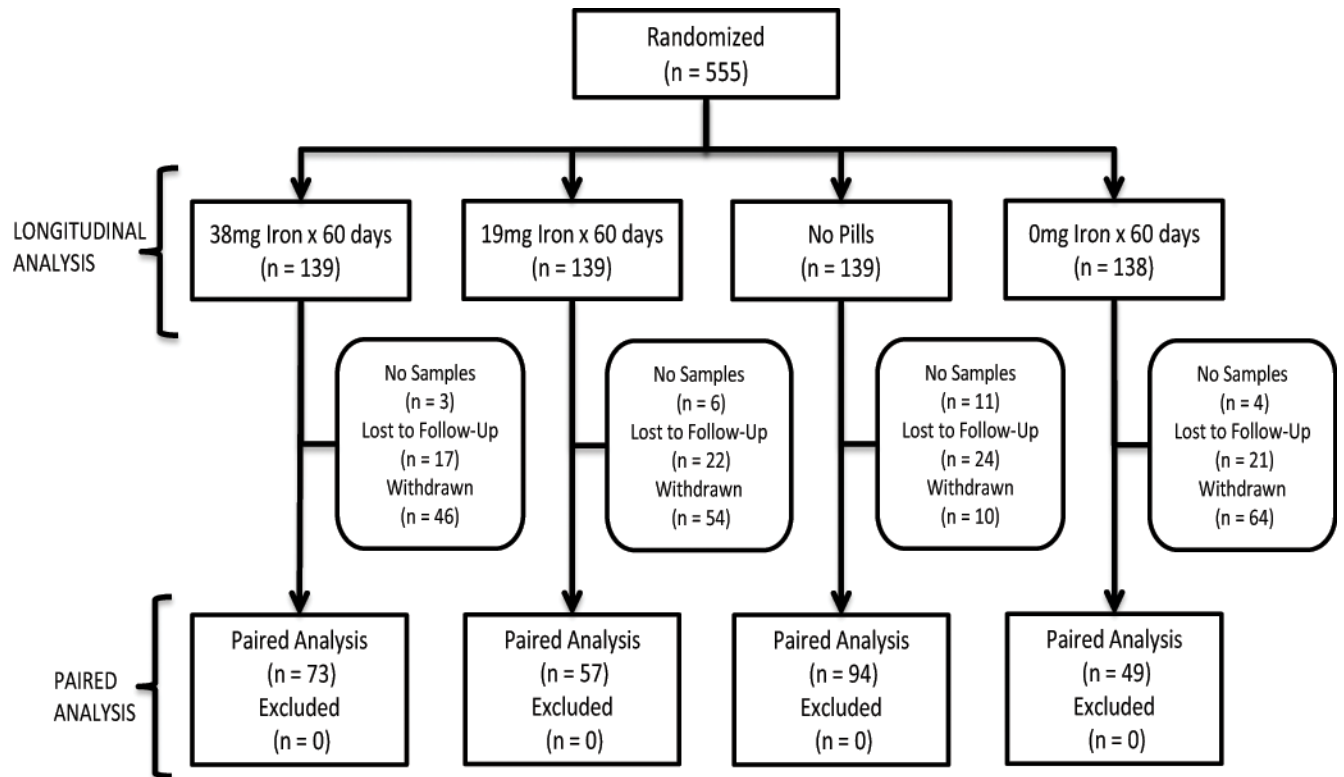 Randomized
(n = 555)
LONGITUDINAL
ANALYSIS
38mg Iron x 60 days
(n = 139)
19mg Iron x 60 days
(n = 139)
No Pills
(n = 139)
0mg Iron x 60 days
(n = 138)
No Samples
(n = 3)
Lost to Follow-Up
(n = 17)
Withdrawn
(n = 46)
No Samples
(n = 6)
Lost to Follow-Up
(n = 22)
Withdrawn
(n = 54)
No Samples
(n = 11)
Lost to Follow-Up
(n = 24)
Withdrawn
(n = 10)
No Samples
(n = 4)
Lost to Follow-Up
(n = 21)
Withdrawn
(n = 64)
PAIRED
ANALYSIS
Paired Analysis
(n = 73)
Excluded
(n = 0)
Paired Analysis
(n = 57)
Excluded
(n = 0)
Paired Analysis
(n = 94)
Excluded
(n = 0)
Paired Analysis
(n = 49)
Excluded
(n = 0)